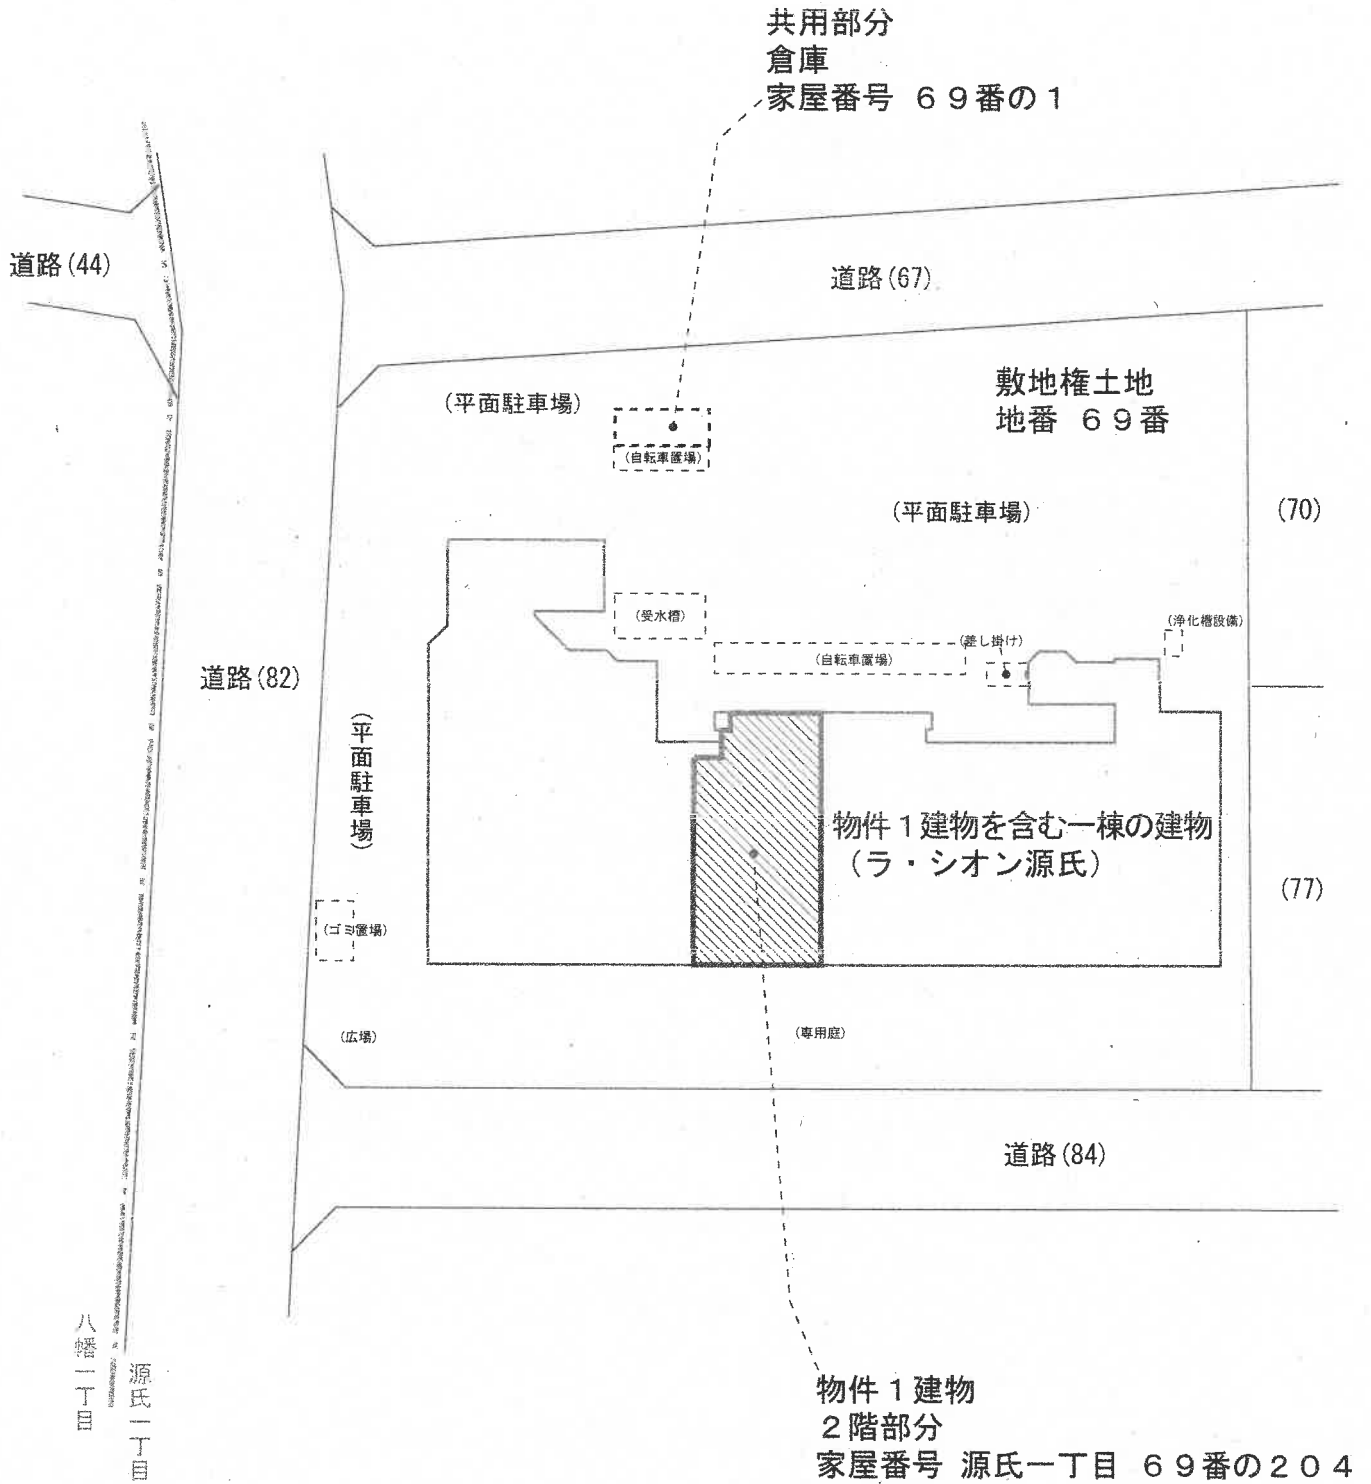 共用部分
倉庫
家屋番号 ６９番の１
道路(44)
道路(67)
敷地権土地
地番 ６９番
(平面駐車場)
(自転車置場)
(平面駐車場)
(70)
(受水槽)
(浄化槽設備)
(差し掛け)
(自転車置場)
道路(82)
(平面駐車場)
物件１建物を含む一棟の建物
(ラ・シオン源氏)
(77)
(ゴミ置場)
(広場)
(専用庭)
道路(84)
八幡一丁目
源氏一丁目
物件１建物
２階部分
家屋番号 源氏一丁目 ６９番の２０４